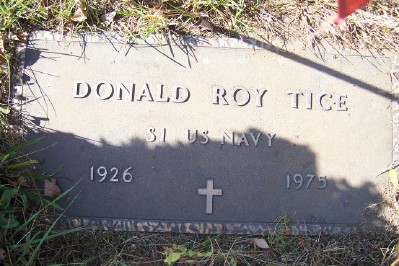 DONALD ROY TICE
S1 US NAVY
1926 1975